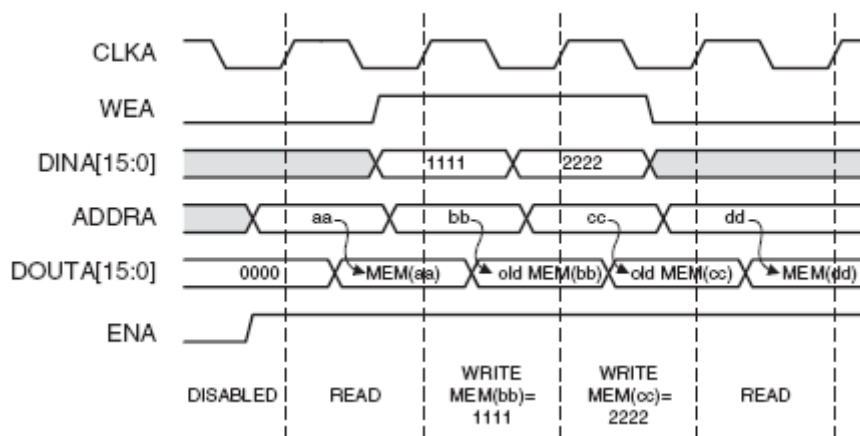 CLKA
WEA
DINA[15:0] 1111 2222
ADDRA aa bb cc dd
DOUTA[15:0] 0000 MEM(aa) old MEM(bb) old MEM(cc) MEM(dd)
ENA
DISABLED READ WRITE MEM(bb)= 1111 WRITE MEM(cc)= 2222 READ